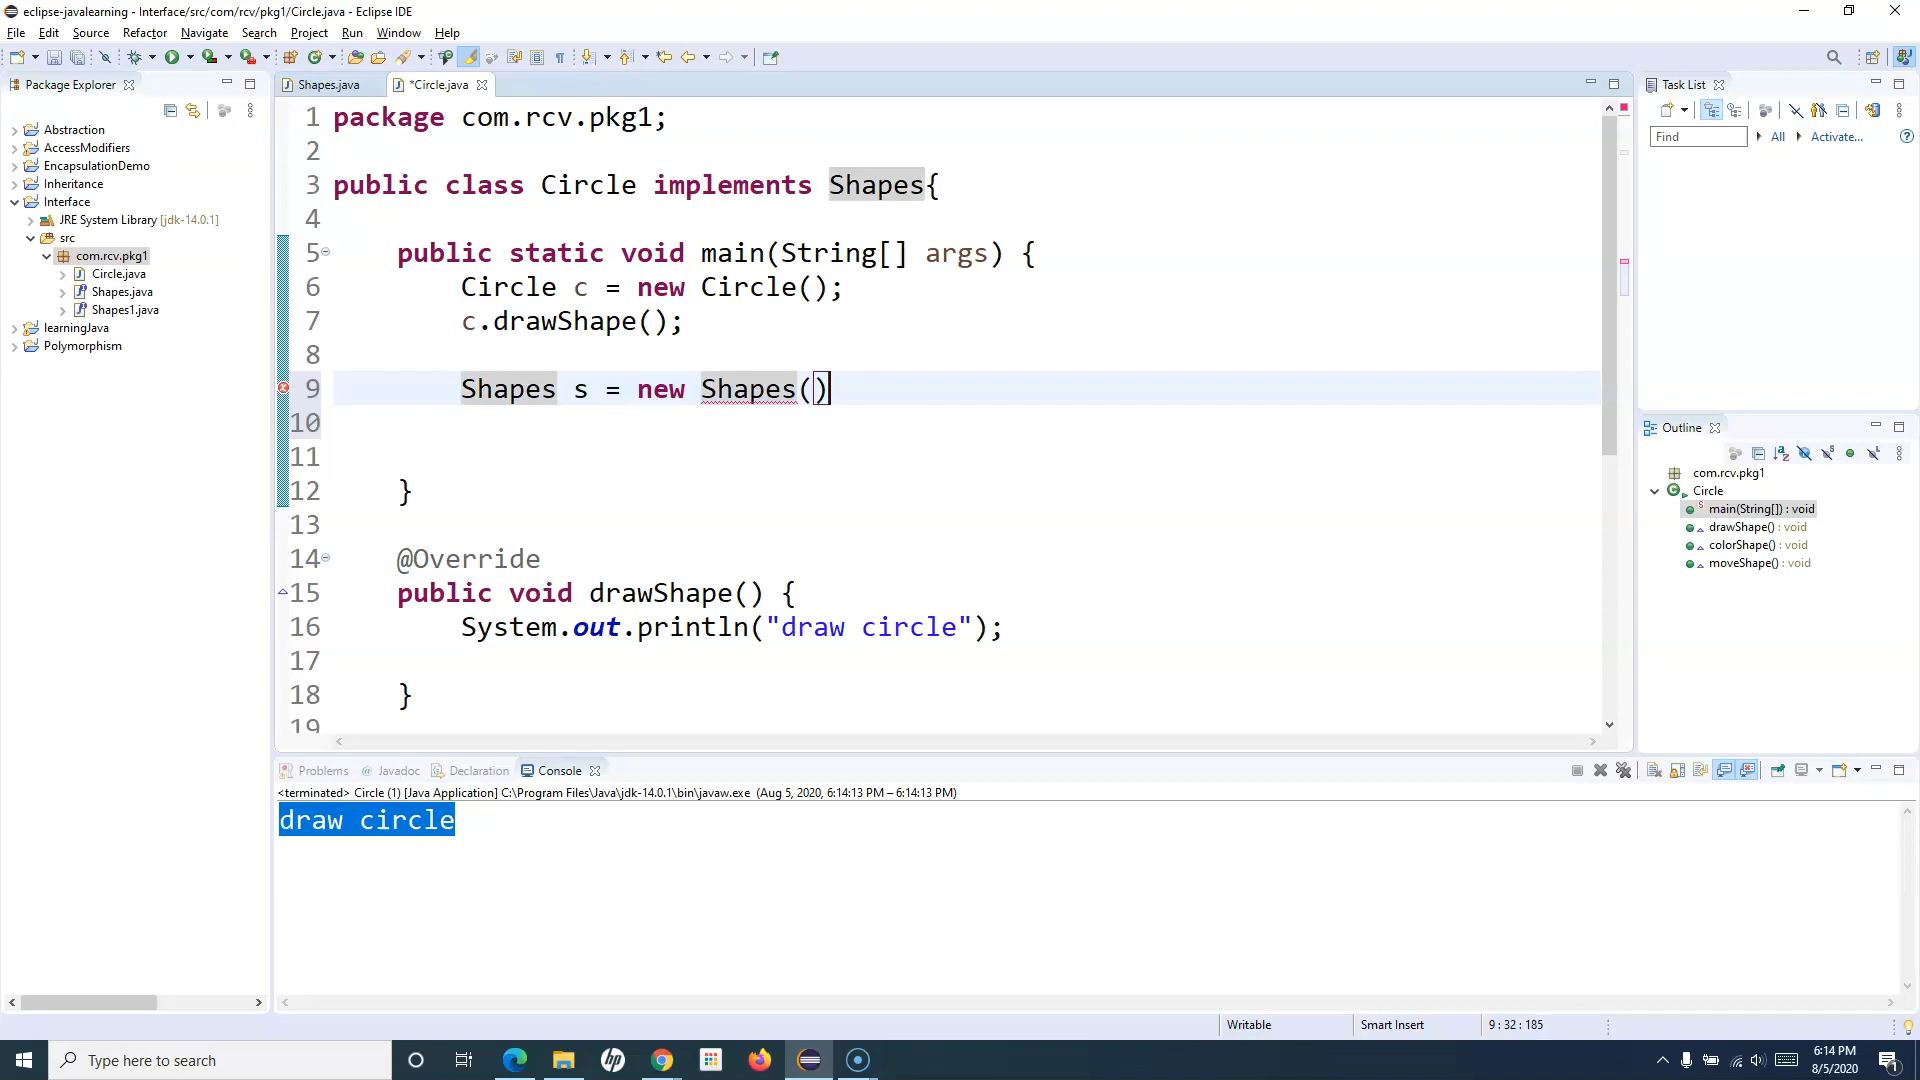 eclipse-javalearning - Interface/src/com/rcv/pkg1/Circle.java - Eclipse IDE
File Edit Source Refactor Navigate Search Project Run Window Help
Package Explorer
Abstraction
AccessModifiers
EncapsulationDemo
Inheritance
Interface
JRE System Library [jdk-14.0.1]
src
com.rcv.pkg1
Circle.java
Shapes.java
Shapes1.java
learningJava
Polymorphism
Shapes.java *Circle.java
1 package com.rcv.pkg1;
2
3 public class Circle implements Shapes{
4
5 public static void main(String[] args) {
6 Circle c = new Circle();
7 c.drawShape();
8
9 Shapes s = new Shapes()
10
11
12 }
13
14 @Override
15 public void drawShape() {
16 System.out.println("draw circle");
17
18 }
19
Task List
Find All Activate...
Outline
com.rcv.pkg1
Circle
main(String[]) : void
drawShape() : void
colorShape() : void
moveShape() : void
Problems Javadoc Declaration Console
<terminated> Circle (1) [Java Application] C:\Program Files\Java\jdk-14.0.1\bin\javaw.exe (Aug 5, 2020, 6:14:13 PM – 6:14:13 PM)
draw circle
Writable Smart Insert 9 : 32 : 185
Type here to search
hp
6:14 PM
8/5/2020
1